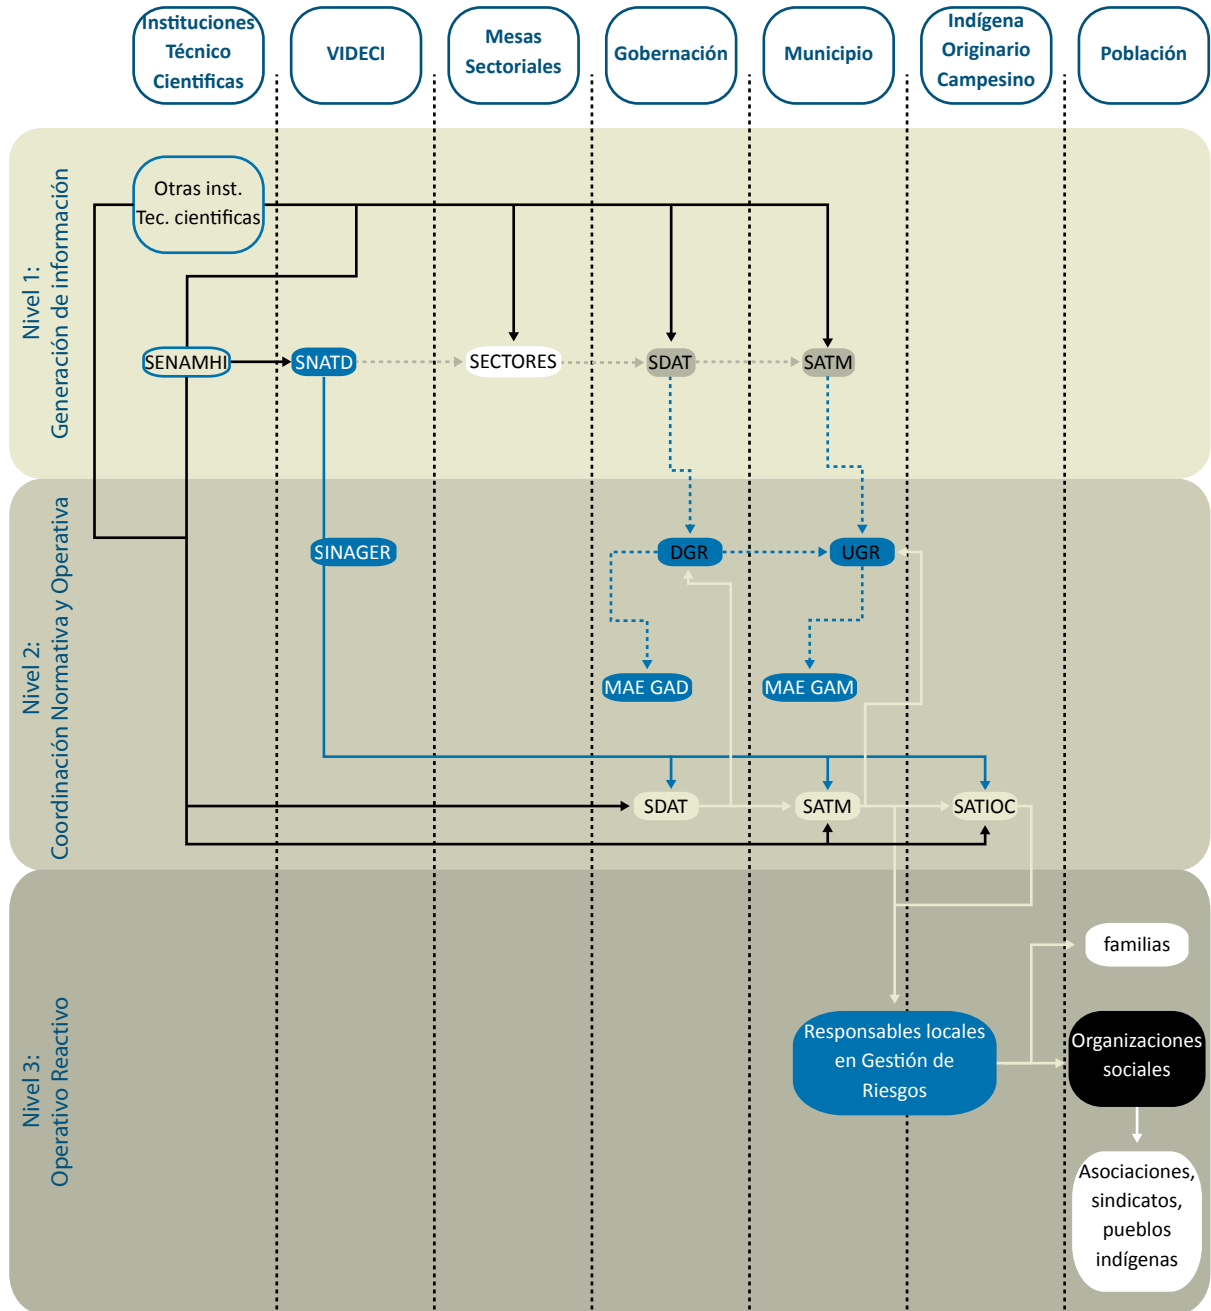 Instituciones
Técnico
Científicas
VIDECI
Mesas
Sectoriales
Gobernación
Municipio
Indígena
Originario
Campesino
Población
Nivel 1:
Generación de información
Otras inst.
Tec. científicas
SENAMHI
SNATD
SECTORES
SDAT
SATM
Nivel 2:
Coordinación Normativa y Operativa
SINAGER
DGR
UGR
MAE GAD
MAE GAM
SDAT
SATM
SATIOC
Nivel 3:
Operativo Reactivo
familias
Responsables locales
en Gestión de
Riesgos
Organizaciones
sociales
Asociaciones,
sindicatos,
pueblos
indígenas